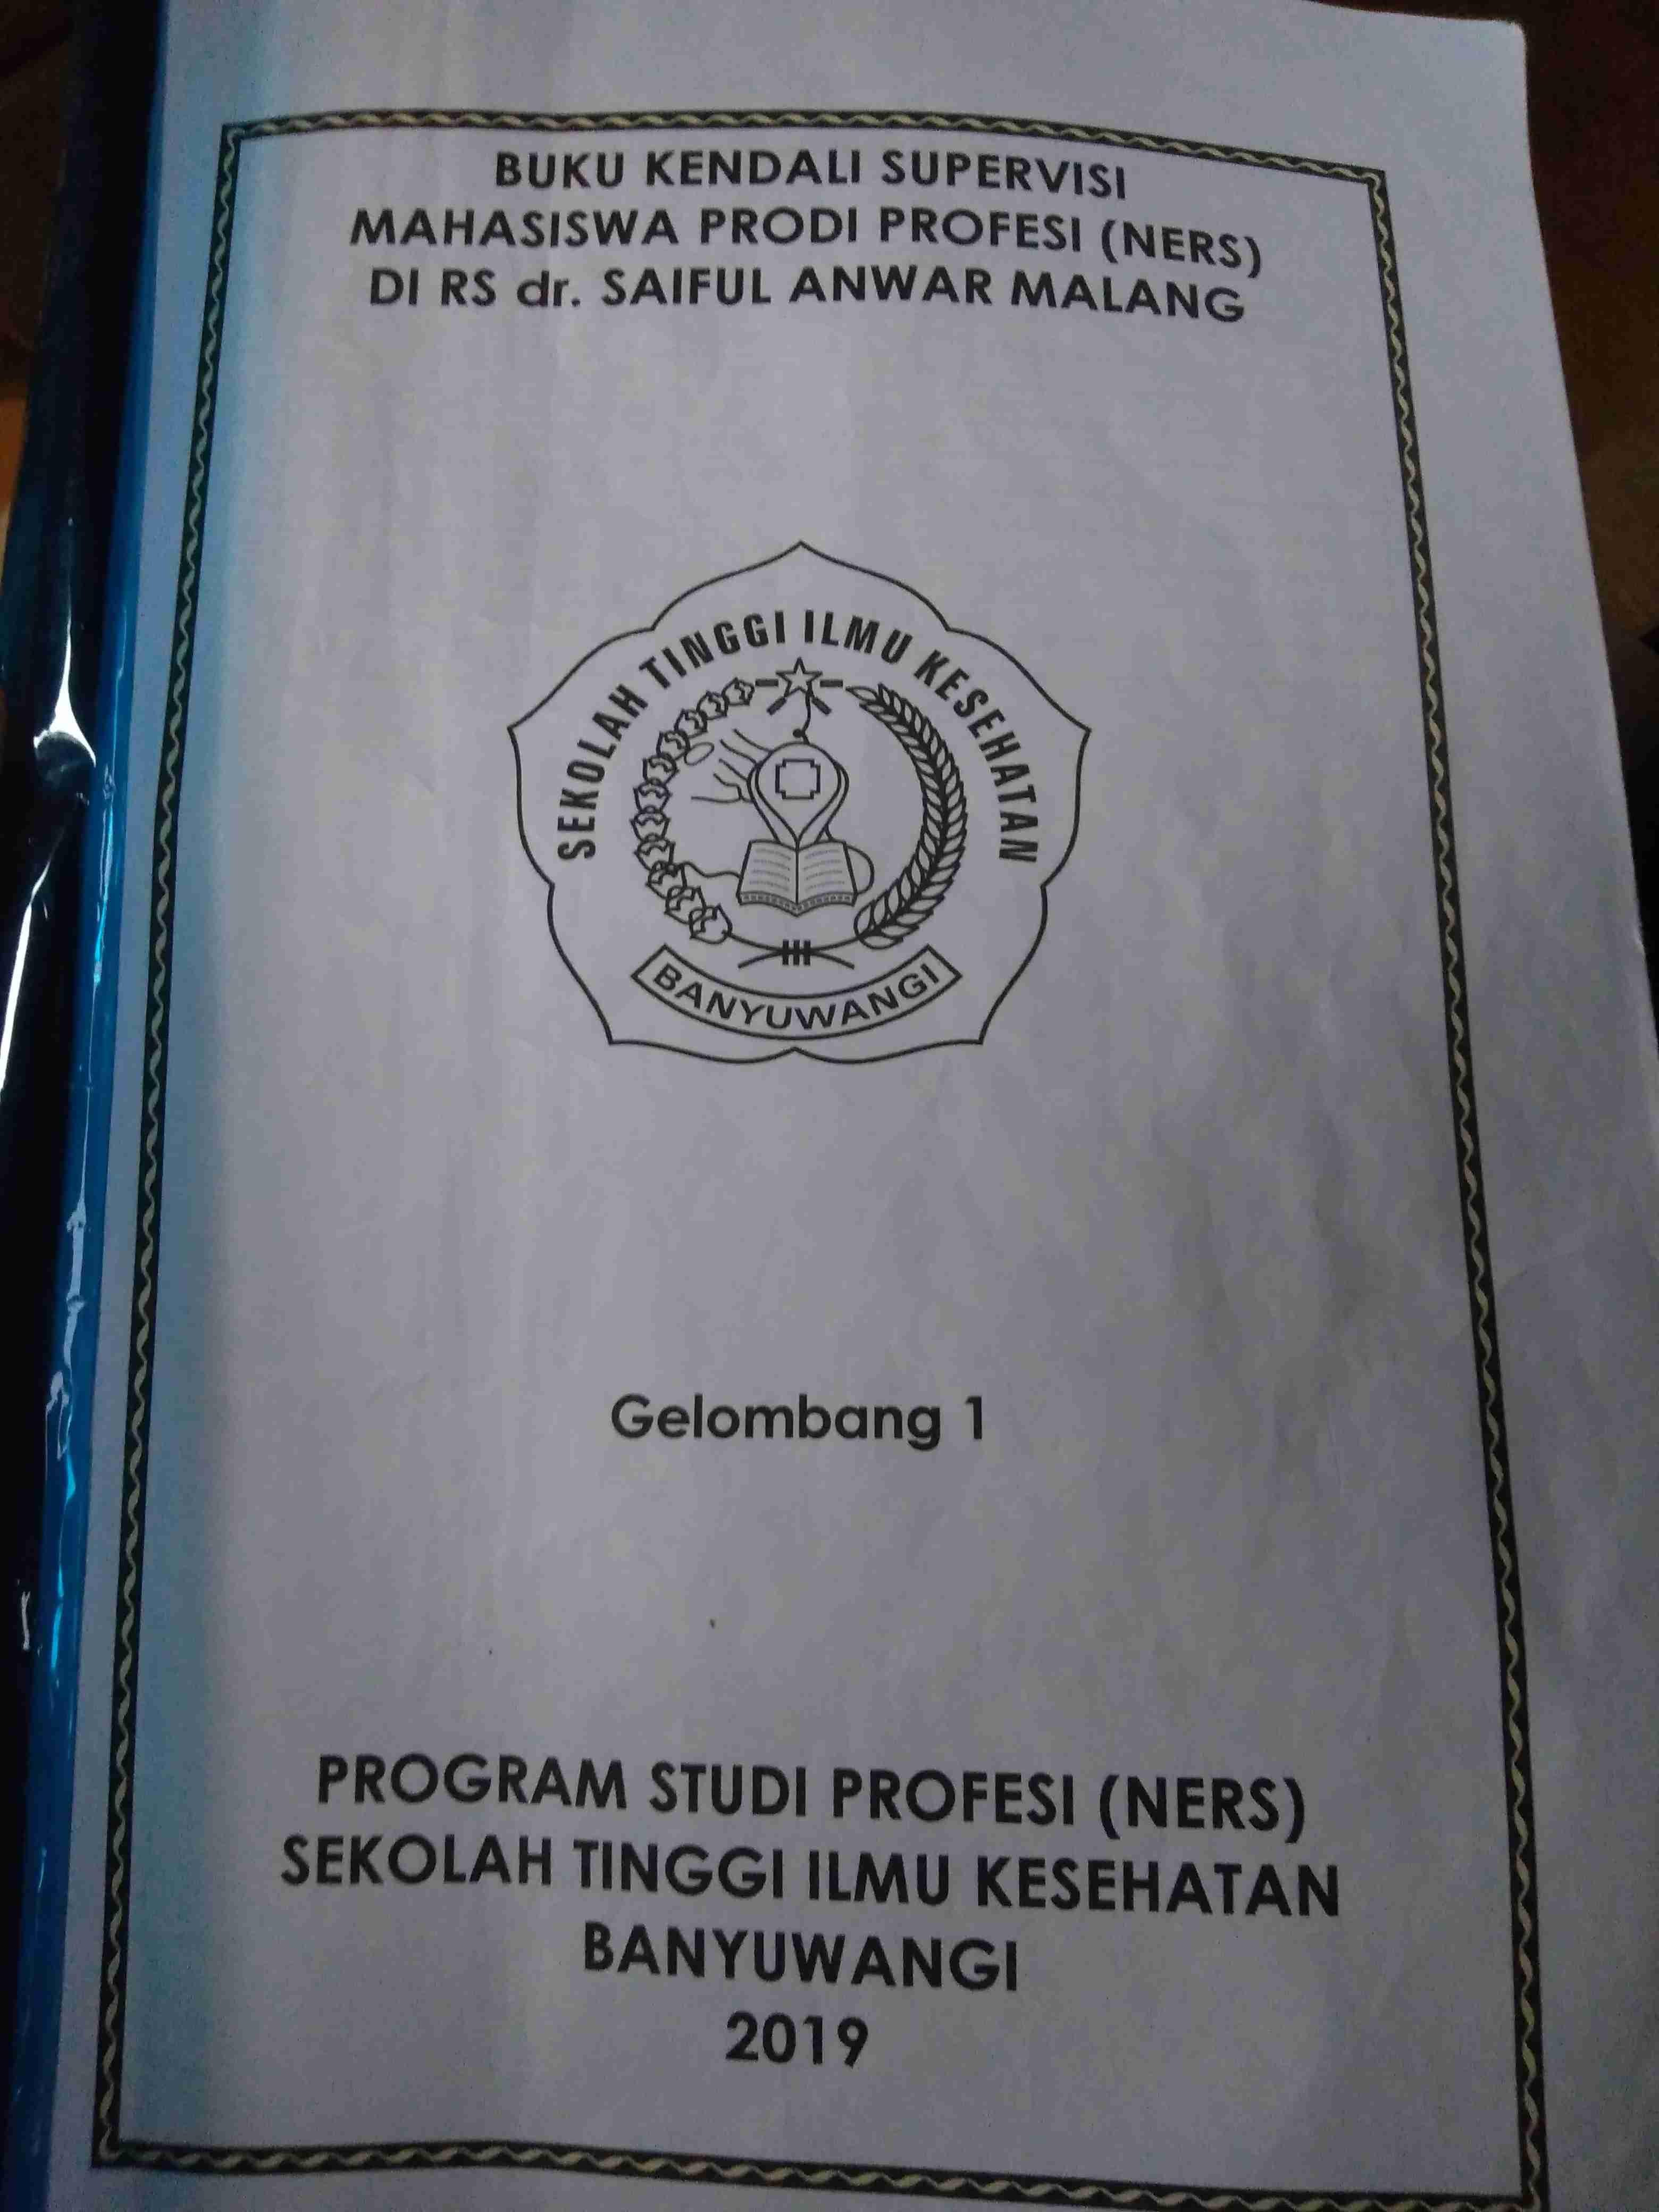 BUKU KENDALI SUPERVISI
MAHASISWA PRODI PROFESI (NERS)
DI RS dr. SAIFUL ANWAR MALANG
SEKOLAH TINGGI ILMU KESEHATAN
BANYUWANGI
Gelombang 1
PROGRAM STUDI PROFESI (NERS)
SEKOLAH TINGGI ILMU KESEHATAN
BANYUWANGI
2019